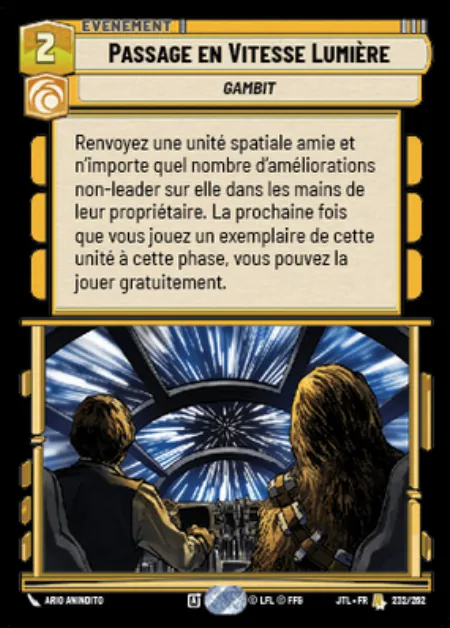 EVENEMENT
2
PASSAGE EN VITESSE LUMIÈRE
GAMBIT
Renvoyez une unité spatiale amie et
n'importe quel nombre d'améliorations
non-leader sur elle dans les mains de
leur propriétaire. La prochaine fois
que vous jouez un exemplaire de cette
unité à cette phase, vous pouvez la
jouer gratuitement.
ARIO ANINDITO
A © LFL © FFG JTL•FR 232/262